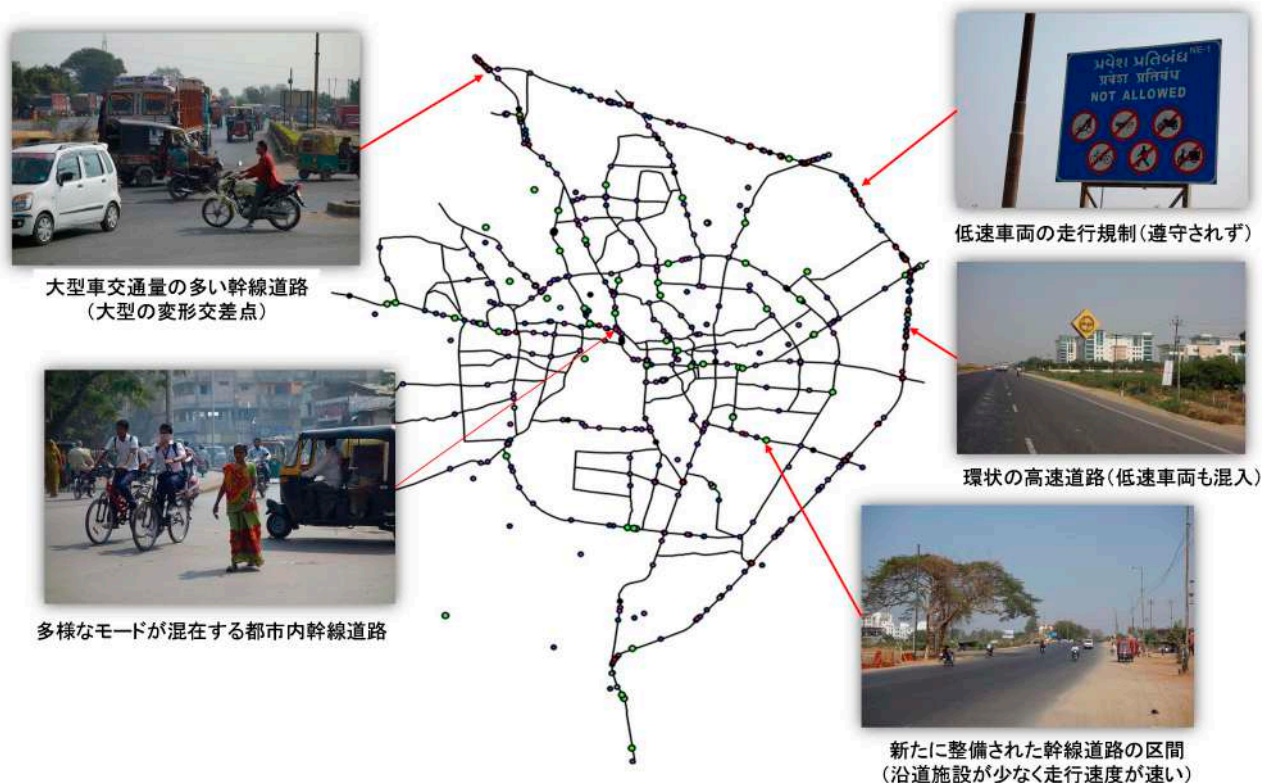 પ્રવેશ પ્રતિબંધ NE-1
प्रवेश प्रतिबंध
NOT ALLOWED
低速車両の走行規制(遵守されず)
大型車交通量の多い幹線道路
(大型の変形交差点)
環状の高速道路(低速車両も混入)
多様なモードが混在する都市内幹線道路
新たに整備された幹線道路の区間
(沿道施設が少なく走行速度が速い)